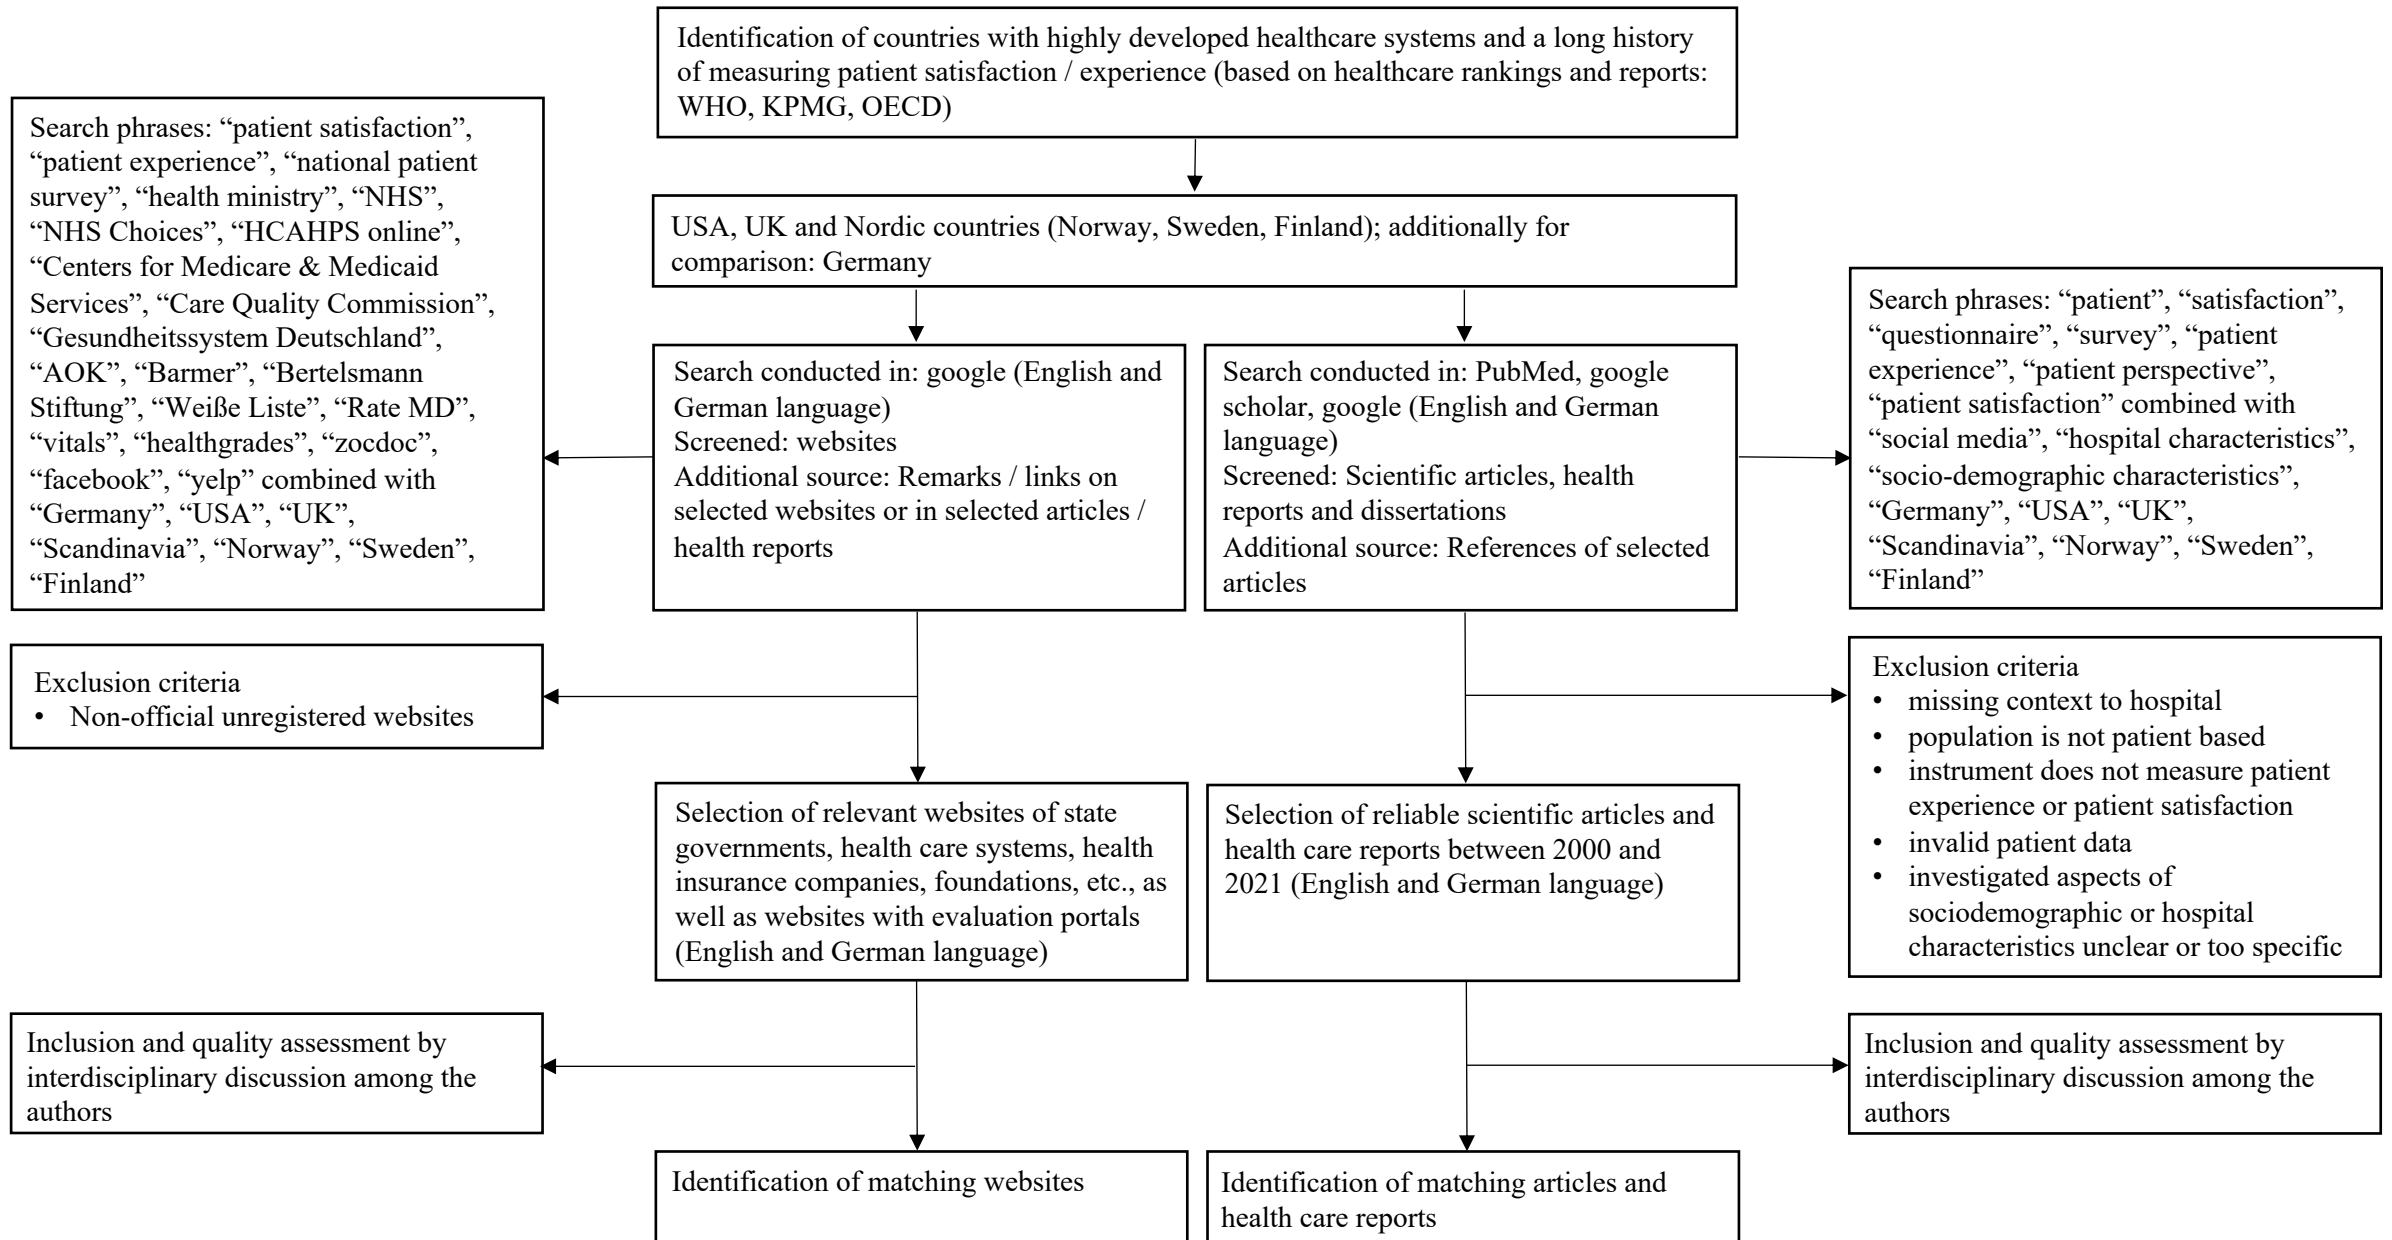 Identification of countries with highly developed healthcare systems and a long history
of measuring patient satisfaction / experience (based on healthcare rankings and reports:
WHO, KPMG, OECD)
Search phrases: “patient satisfaction”,
“patient experience”, “national patient
survey”, “health ministry”, “NHS”,
“NHS Choices”, “HCAHPS online”,
“Centers for Medicare & Medicaid
Services”, “Care Quality Commission”,
“Gesundheitssystem Deutschland”,
“AOK”, “Barmer”, “Bertelsmann
Stiftung”, “Weiße Liste”, “Rate MD”,
“vitals”, “healthgrades”, “zocdoc”,
“facebook”, “yelp” combined with
“Germany”, “USA”, “UK”,
“Scandinavia”, “Norway”, “Sweden”,
“Finland”
USA, UK and Nordic countries (Norway, Sweden, Finland); additionally for
comparison: Germany
Search phrases: “patient”, “satisfaction”,
“questionnaire”, “survey”, “patient
experience”, “patient perspective”,
“patient satisfaction” combined with
“social media”, “hospital characteristics”,
“socio-demographic characteristics”,
“Germany”, “USA”, “UK”,
“Scandinavia”, “Norway”, “Sweden”,
“Finland”
Search conducted in: google (English and
German language)
Screened: websites
Additional source: Remarks / links on
selected websites or in selected articles /
health reports
Search conducted in: PubMed, google
scholar, google (English and German
language)
Screened: Scientific articles, health
reports and dissertations
Additional source: References of selected
articles
Exclusion criteria
• Non-official unregistered websites
Exclusion criteria
• missing context to hospital
• population is not patient based
• instrument does not measure patient
experience or patient satisfaction
• invalid patient data
• investigated aspects of
sociodemographic or hospital
characteristics unclear or too specific
Selection of relevant websites of state
governments, health care systems, health
insurance companies, foundations, etc., as
well as websites with evaluation portals
(English and German language)
Selection of reliable scientific articles and
health care reports between 2000 and
2021 (English and German language)
Inclusion and quality assessment by
interdisciplinary discussion among the
authors
Inclusion and quality assessment by
interdisciplinary discussion among the
authors
Identification of matching websites
Identification of matching articles and
health care reports